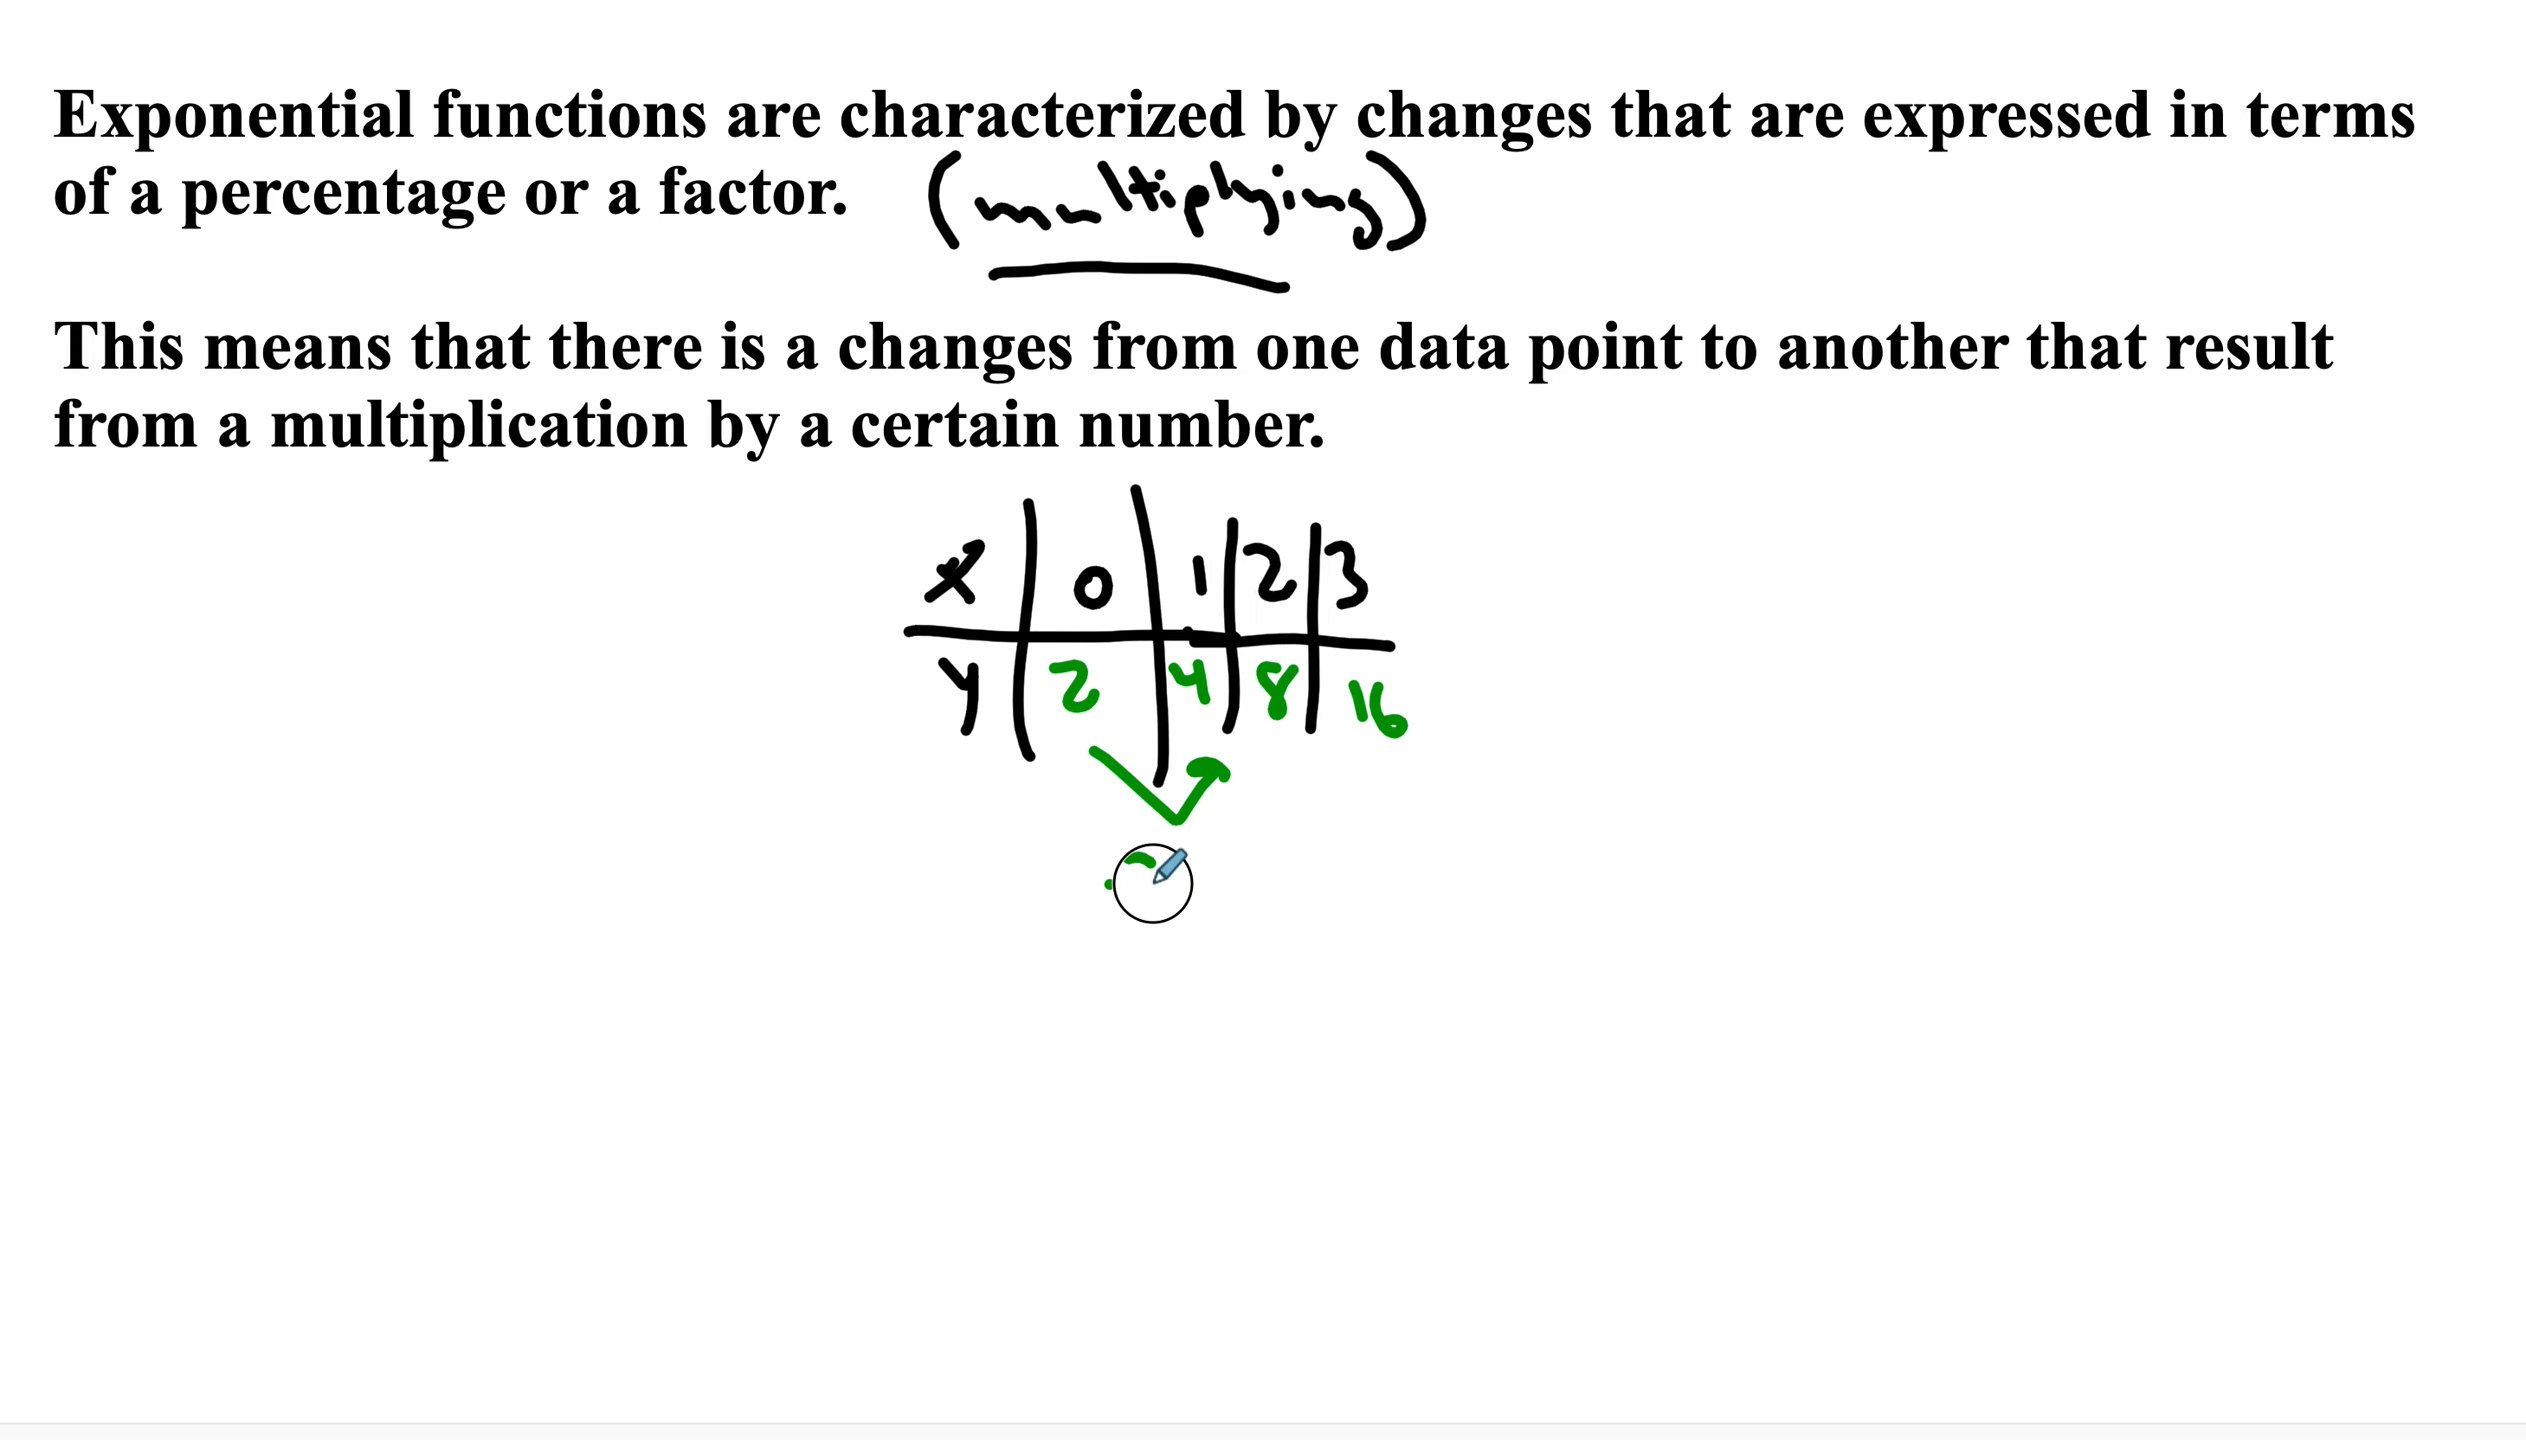 Exponential functions are characterized by changes that are expressed in terms
of a percentage or a factor. (multiplying)
This means that there is a changes from one data point to another that result
from a multiplication by a certain number.
x 0 1 2 3
y 2 4 8 16